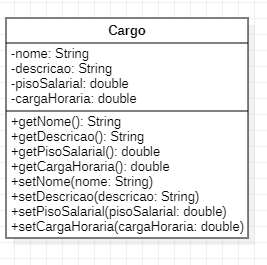 Cargo
-nome: String
-descricao: String
-pisoSalarial: double
-cargaHoraria: double
+getNome(): String
+getDescricao(): String
+getPisoSalarial(): double
+getCargaHoraria(): double
+setNome(nome: String)
+setDescricao(descricao: String)
+setPisoSalarial(pisoSalarial: double)
+setCargaHoraria(cargaHoraria: double)